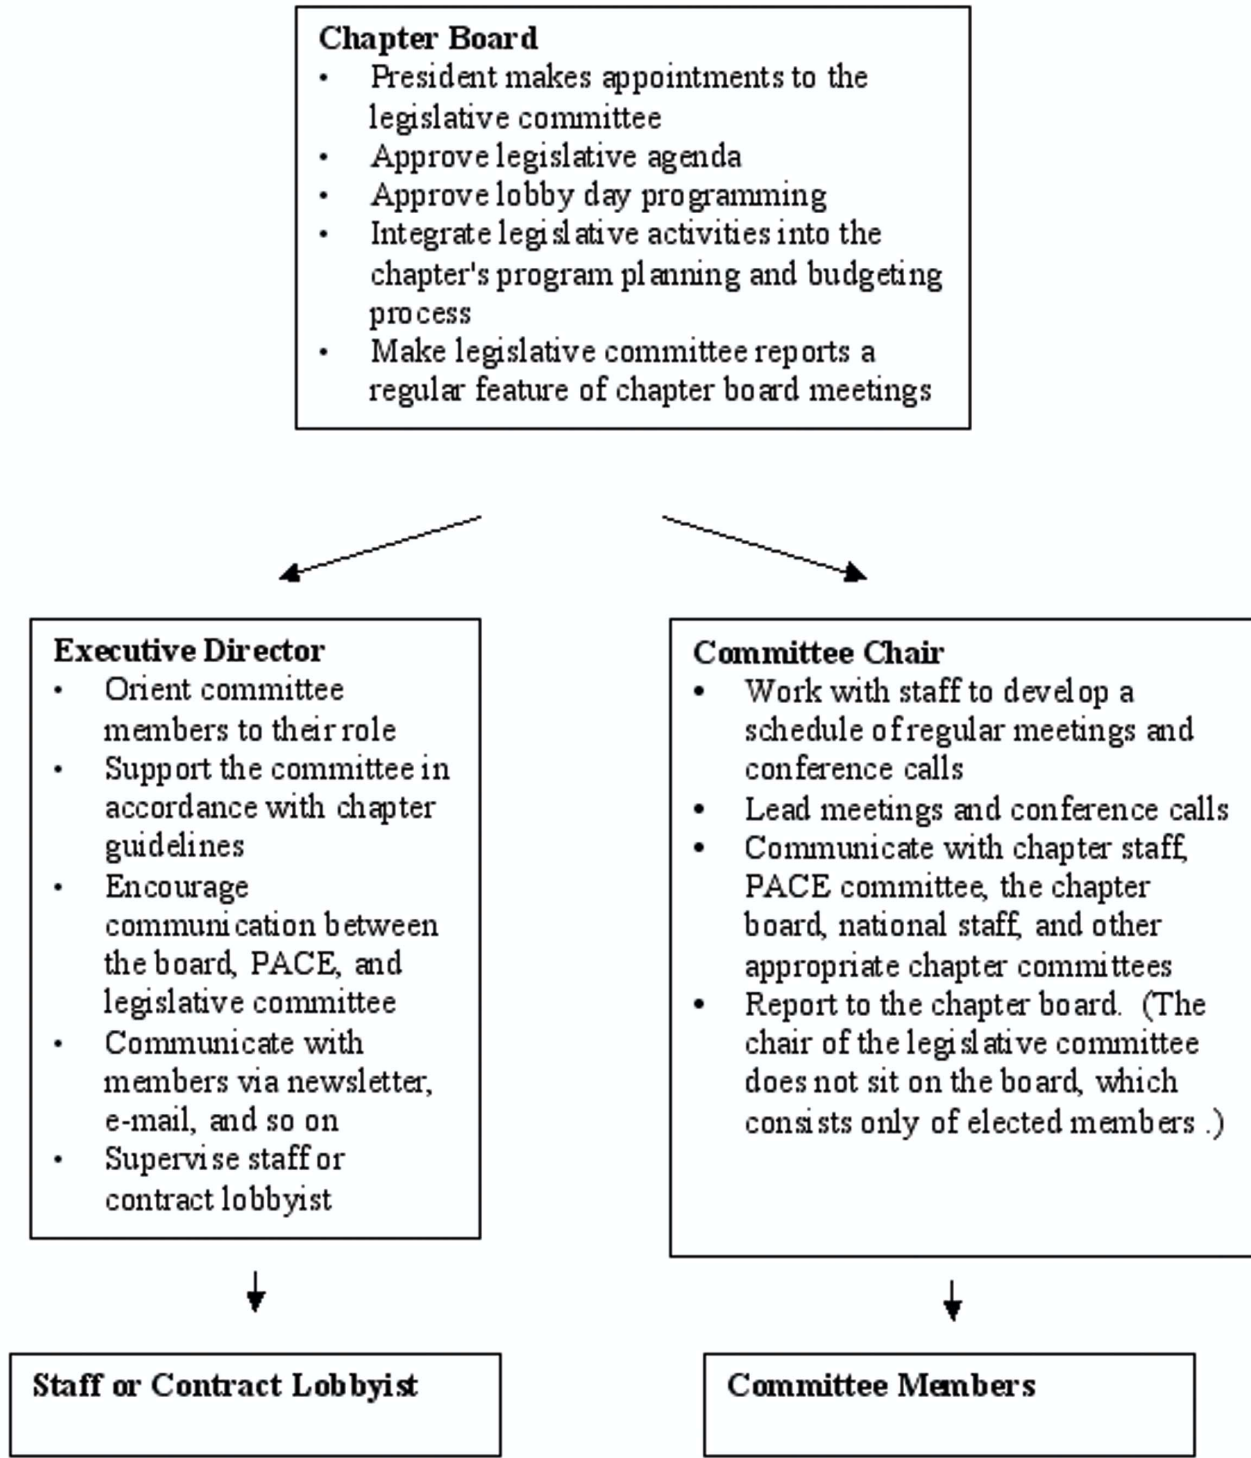 Chapter Board
• President makes appointments to the
legislative committee
• Approve legislative agenda
• Approve lobby day programming
• Integrate legislative activities into the
chapter's program planning and budgeting
process
• Make legislative committee reports a
regular feature of chapter board meetings
Executive Director
• Orient committee
members to their role
• Support the committee in
accordance with chapter
guidelines
• Encourage
communication between
the board, PACE, and
legislative committee
• Communicate with
members via newsletter,
e-mail, and so on
• Supervise staff or
contract lobbyist
Committee Chair
• Work with staff to develop a
schedule of regular meetings and
conference calls
• Lead meetings and conference calls
• Communicate with chapter staff,
PACE committee, the chapter
board, national staff, and other
appropriate chapter committees
• Report to the chapter board. (The
chair of the legislative committee
does not sit on the board, which
consists only of elected members .)
Staff or Contract Lobbyist
Committee Members